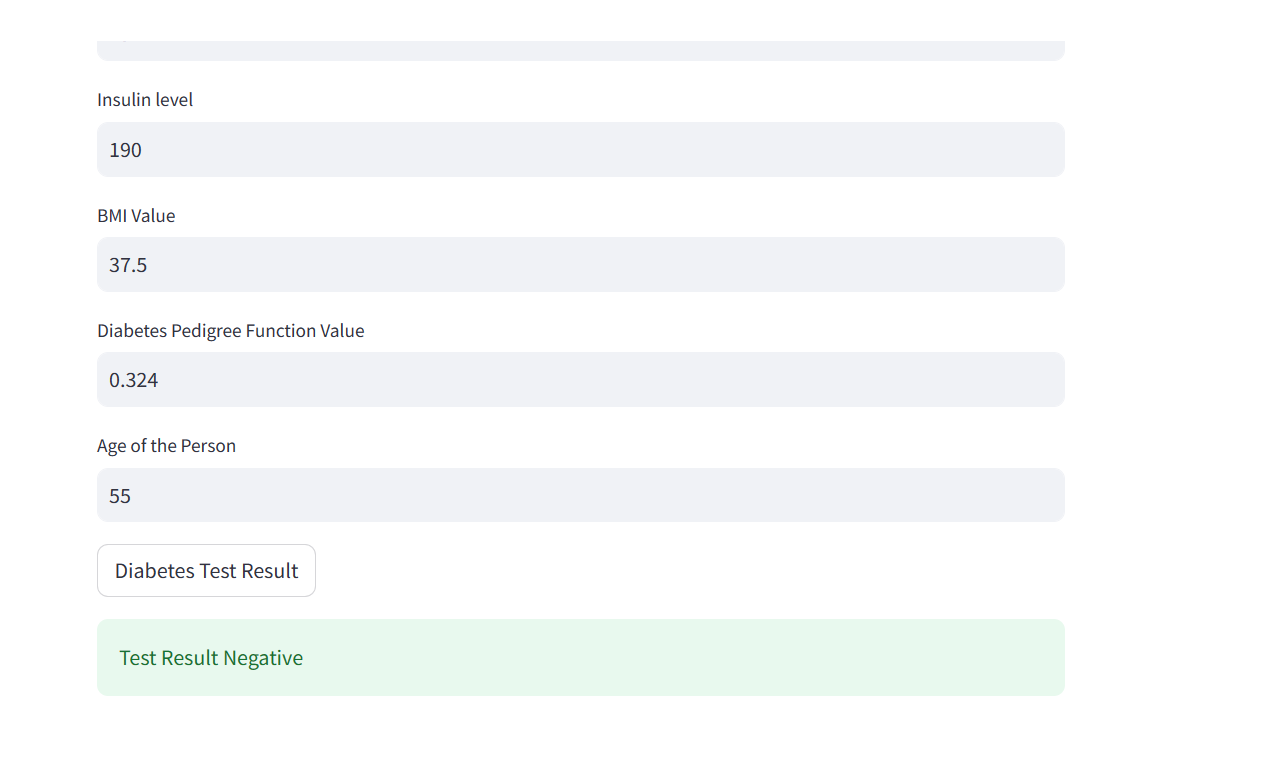 Insulin level
190
BMI Value
37.5
Diabetes Pedigree Function Value
0.324
Age of the Person
55
Diabetes Test Result
Test Result Negative